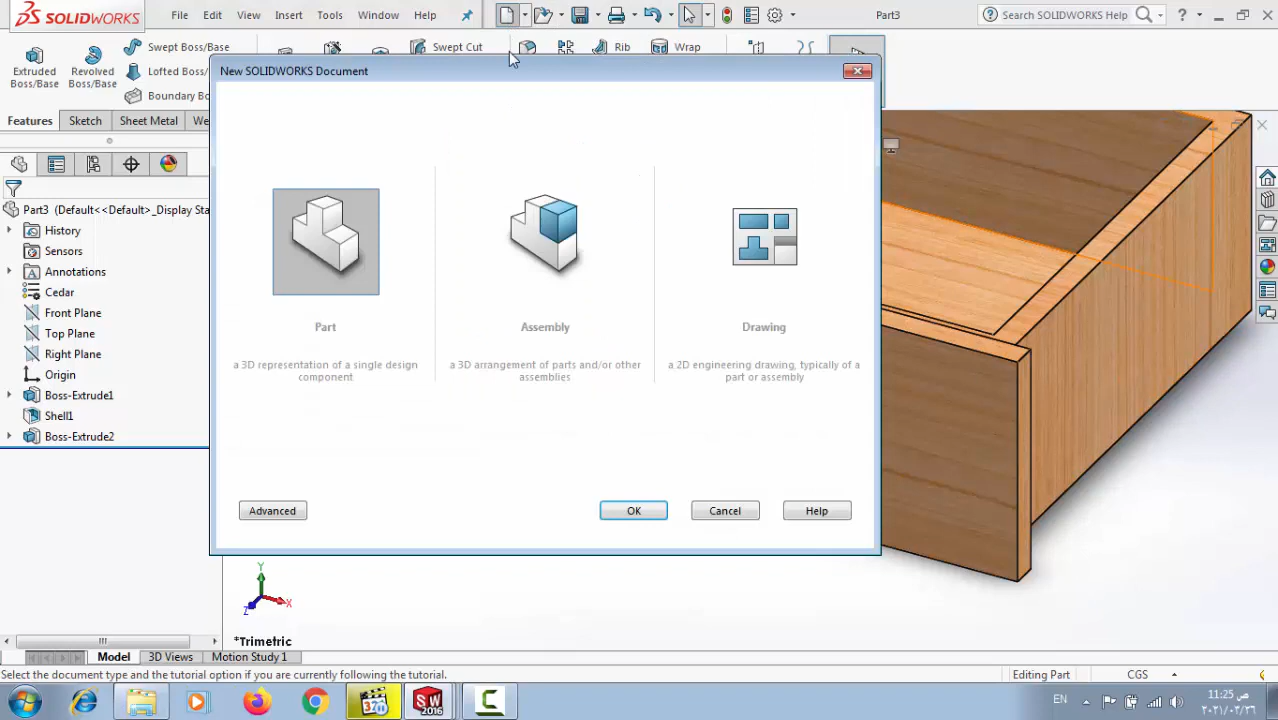 SOLIDWORKS File Edit View Insert Tools Window Help Part3 Search SOLIDWORKS Help ?
Extruded Boss/Base
Revolved Boss/Base
Swept Boss/Base
Lofted Boss/
Boundary Bo
Swept Cut
Rib
Wrap
Features Sketch Sheet Metal We
Part3 (Default<<Default>_Display Sta
History
Sensors
Annotations
Cedar
Front Plane
Top Plane
Right Plane
Origin
Boss-Extrude1
Shell1
Boss-Extrude2
New SOLIDWORKS Document
Part
a 3D representation of a single design
component
Assembly
a 3D arrangement of parts and/or other
assemblies
Drawing
a 2D engineering drawing, typically of a
part or assembly
Advanced OK Cancel Help
Y
X
Z
*Trimetric
Model 3D Views Motion Study 1
Select the document type and the tutorial option if you are currently following the tutorial. Editing Part CGS
SW
2016
EN
11:25 ص
٢٠٢١/٠٣/٢٦